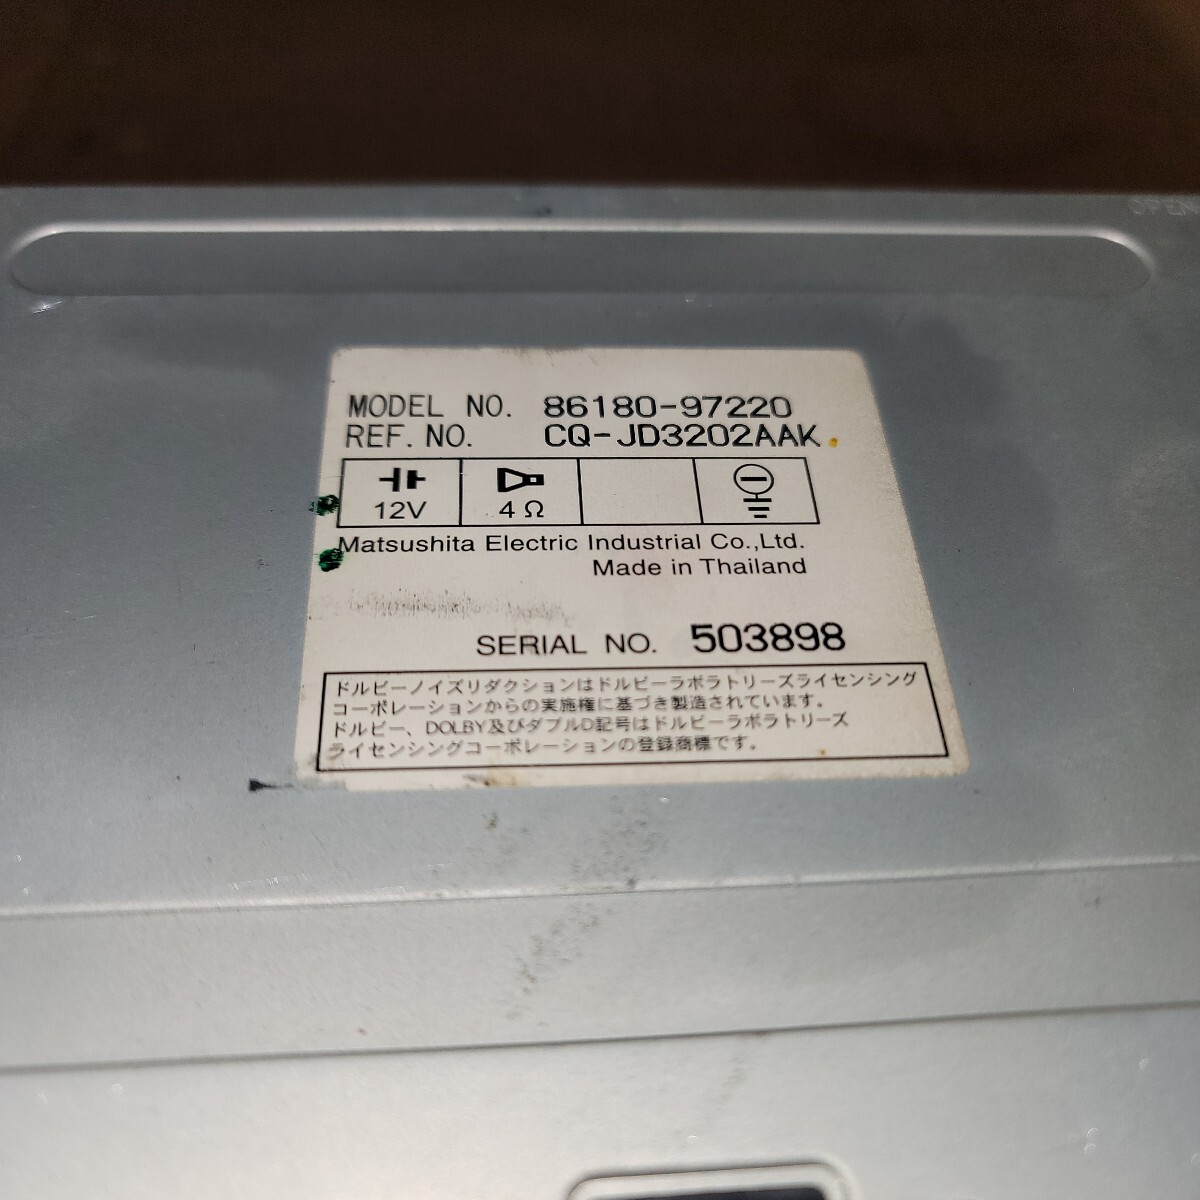 MODEL NO. 86180-97220
REF. NO. CQ-JD3202AAK
12V 4Ω
Matsushita Electric Industrial Co.,Ltd.
Made in Thailand
SERIAL NO. 503898
ドルビーノイズリダクションはドルビーラボラトリーズライセンシング
コーポレーションからの実施権に基づき製造されています。
ドルビー、DOLBY及びダブルD記号はドルビーラボラトリーズ
ライセンシングコーポレーションの登録商標です。